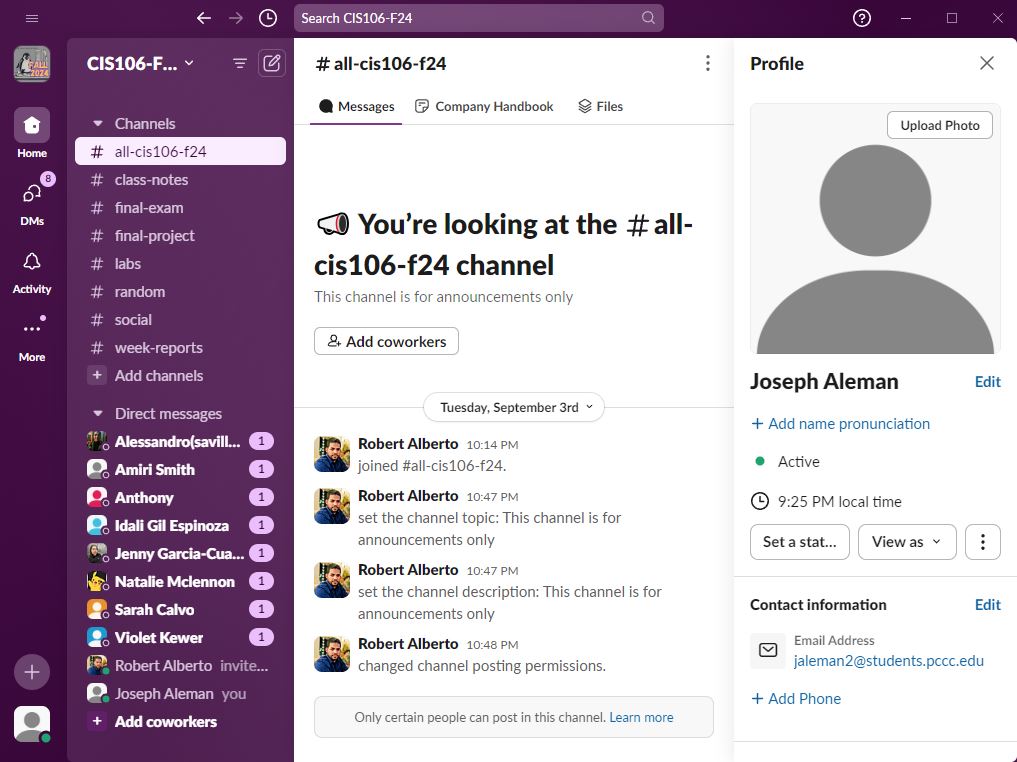 Search CIS106-F24
FALL
2024
Home
8
DMs
Activity
More
CIS106-F...
Channels
# all-cis106-f24
# class-notes
# final-exam
# final-project
# labs
# random
# social
# week-reports
+ Add channels
Direct messages
Alessandro(savill... 1
Amiri Smith 1
Anthony 1
Idali Gil Espinoza 1
Jenny Garcia-Cua... 1
Natalie Mclennon 1
Sarah Calvo 1
Violet Kewer 1
Robert Alberto invite...
Joseph Aleman you
+ Add coworkers
# all-cis106-f24
Messages Company Handbook Files
You’re looking at the # all-
cis106-f24 channel
This channel is for announcements only
Add coworkers
Tuesday, September 3rd
Robert Alberto 10:14 PM
joined #all-cis106-f24.
Robert Alberto 10:47 PM
set the channel topic: This channel is for
announcements only
Robert Alberto 10:47 PM
set the channel description: This channel is for
announcements only
Robert Alberto 10:48 PM
changed channel posting permissions.
Only certain people can post in this channel. Learn more
Profile
Upload Photo
Joseph Aleman Edit
+ Add name pronunciation
Active
9:25 PM local time
Set a stat... View as
Contact information Edit
Email Address
jaleman2@students.pccc.edu
+ Add Phone